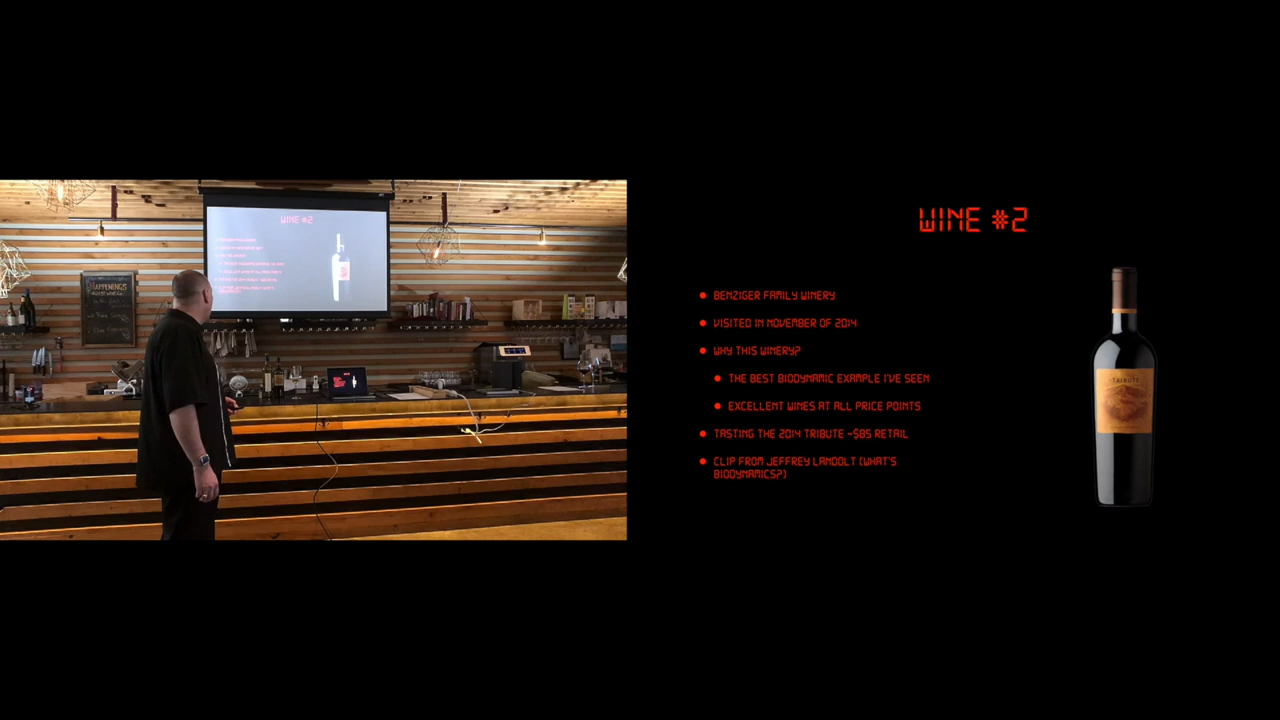 WINE #2
HAPPENINGS
WINE #2
BENZIGER FAMILY WINERY
VISITED IN NOVEMBER OF 2014
WHY THIS WINERY?
THE BEST BIODYNAMIC EXAMPLE I'VE SEEN
EXCELLENT WINES AT ALL PRICE POINTS
TASTING THE 2014 TRIBUTE -$85 RETAIL
CLIP FROM JEFFREY LANDOLT (WHAT'S
BIODYNAMICS?)
TRIBUTE